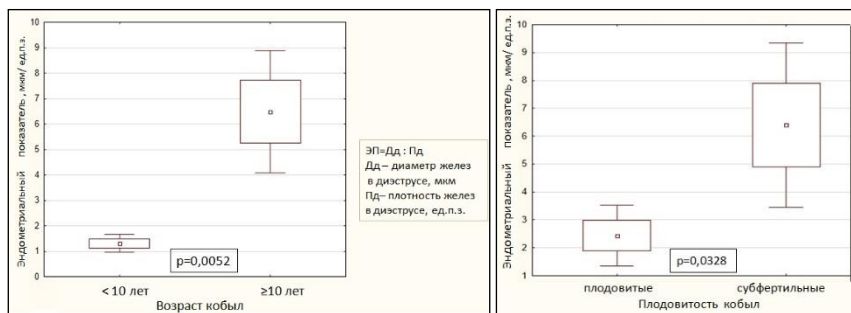 Эндометриальный показатель, мкм/ ед.п.з.
10
9
8
7
6
5
4
3
2
1
0
p=0,0052
< 10 лет
≥10 лет
Возраст кобыл
ЭП=Дд : Пд
Дд – диаметр желез
в диэструсе, мкм
Пд– плотность желез
в диэструсе, ед.п.з.
Эндометриальный показатель, мкм/ ед.п.з.
10
9
8
7
6
5
4
3
2
1
p=0,0328
плодовитые
субфертильные
Плодовитость кобыл